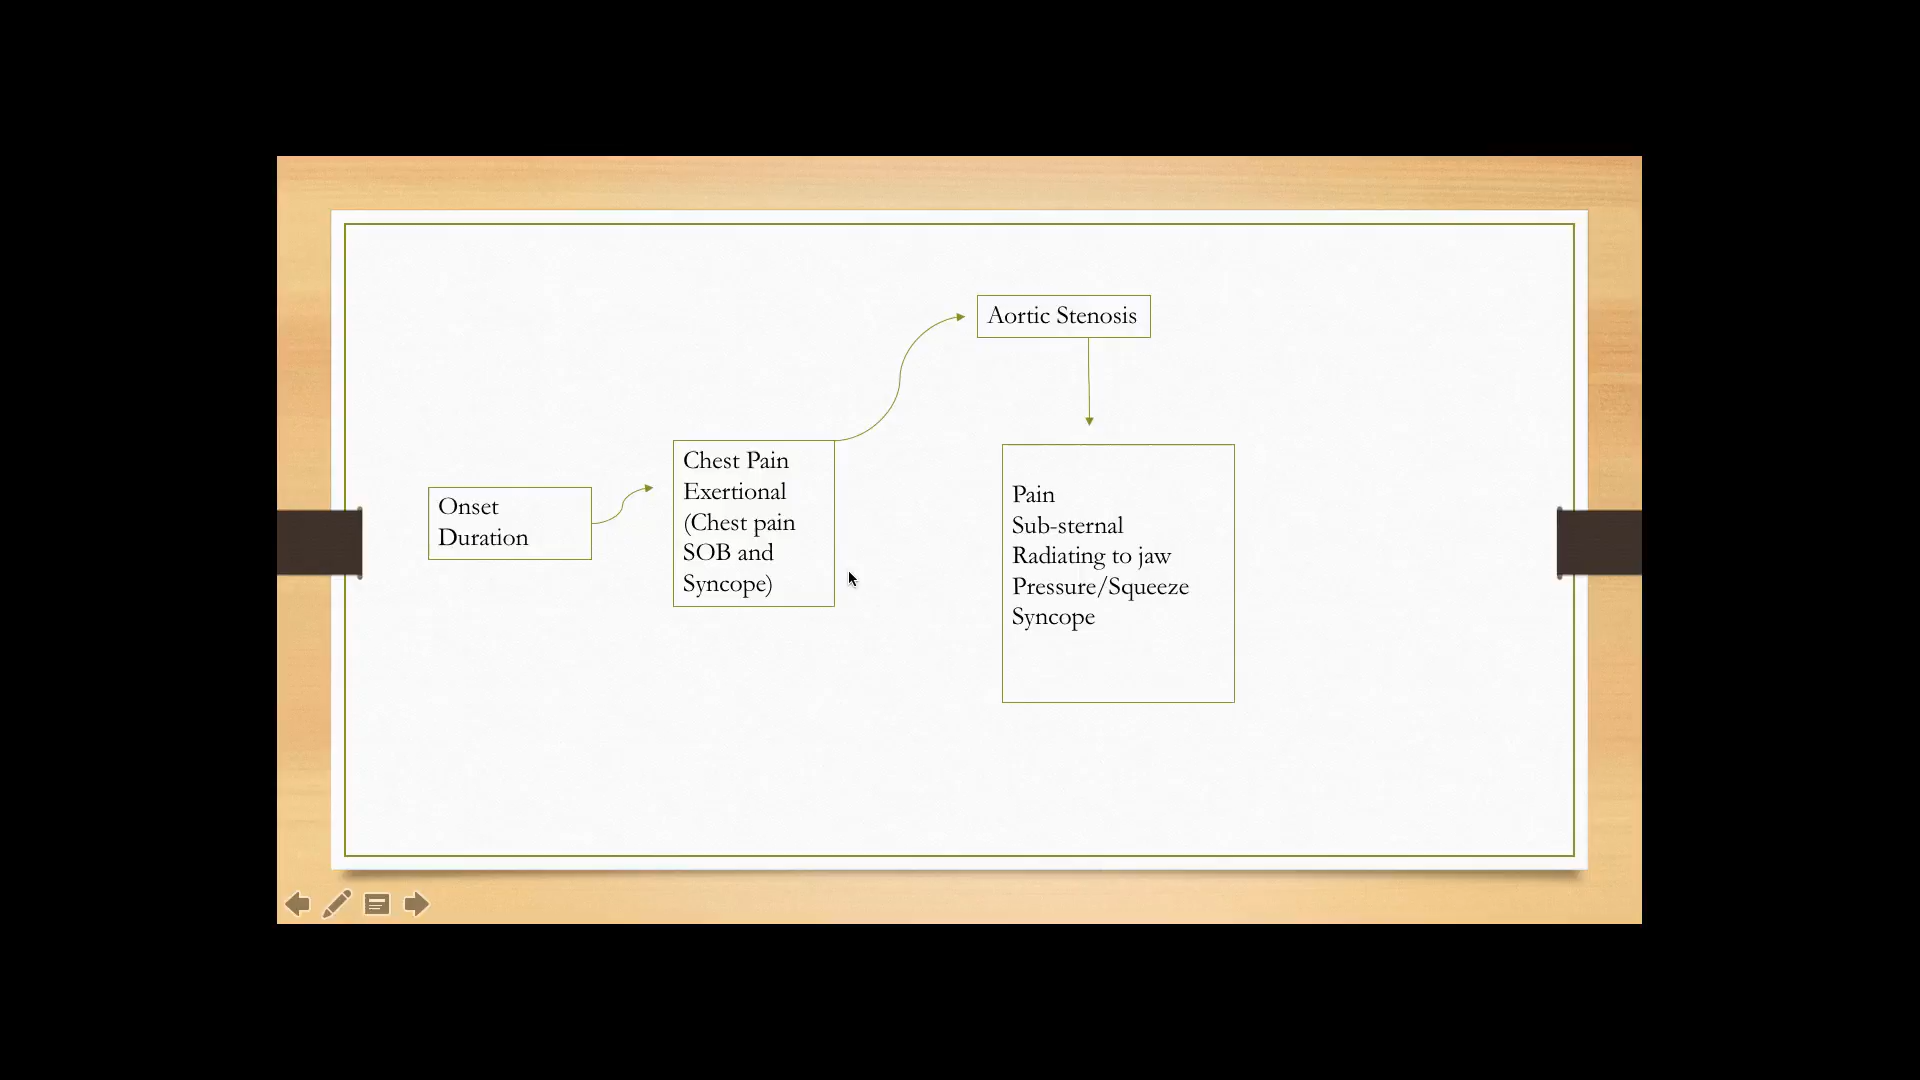 Onset
Duration
Chest Pain
Exertional
(Chest pain
SOB and
Syncope)
Aortic Stenosis
Pain
Sub-sternal
Radiating to jaw
Pressure/Squeeze
Syncope